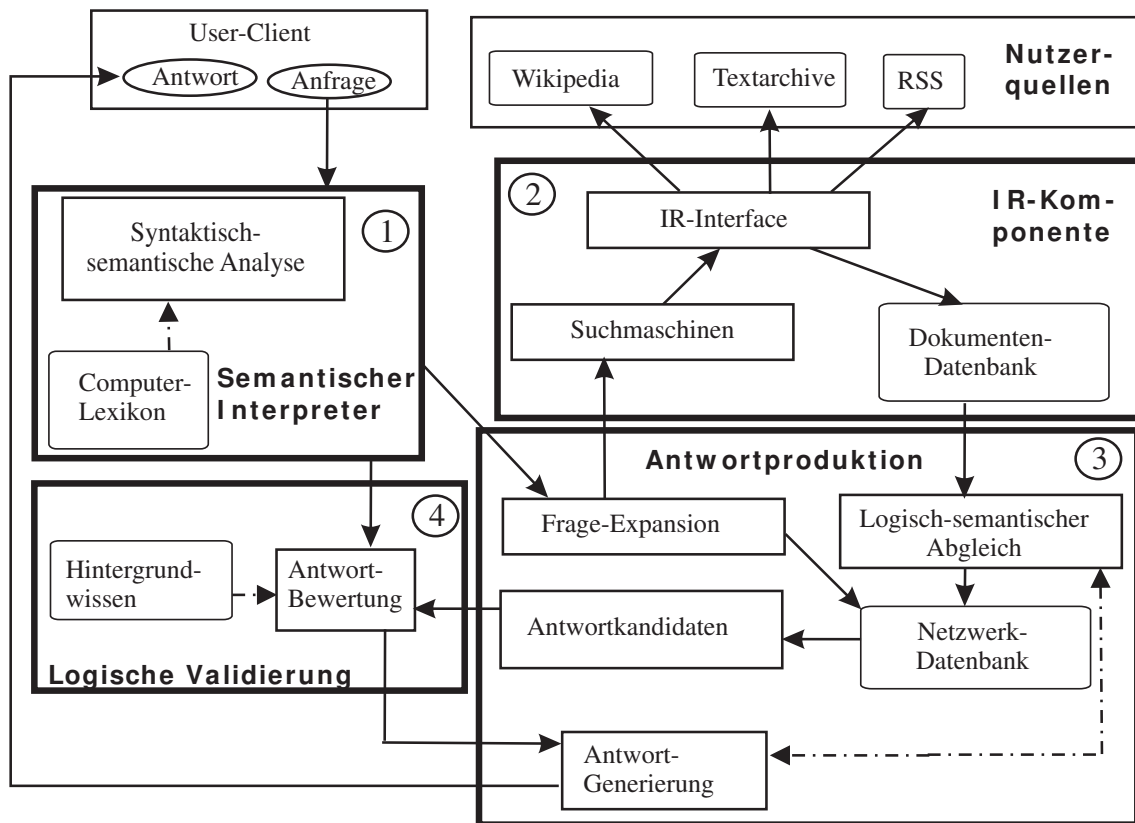 User-Client
Antwort
Anfrage
Nutzer-
quellen
Wikipedia
Textarchive
RSS
1
Syntaktisch-
semantische Analyse
Computer-
Lexikon
Semantischer
Interpreter
2
IR-Kom-
ponente
IR-Interface
Suchmaschinen
Dokumenten-
Datenbank
Antwortproduktion
3
Frage-Expansion
Logisch-semantischer
Abgleich
Antwortkandidaten
Netzwerk-
Datenbank
Antwort-
Generierung
4
Hintergrund-
wissen
Antwort-
Bewertung
Logische Validierung